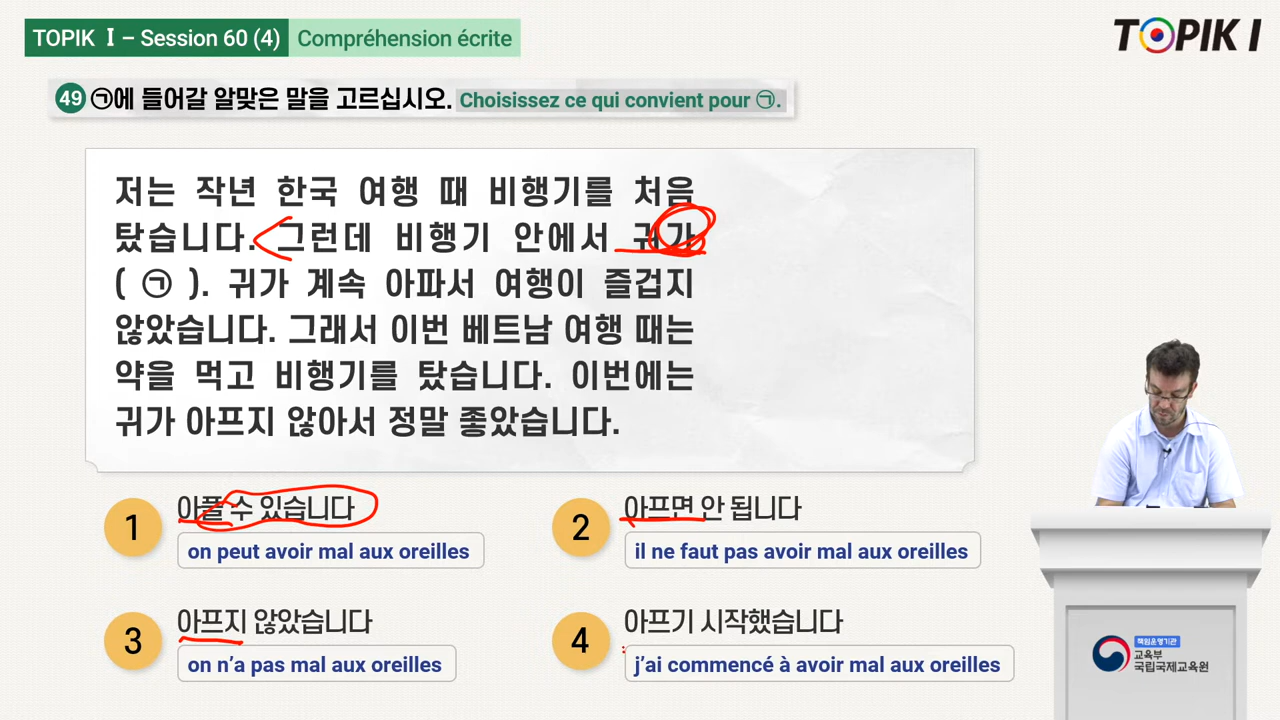 TOPIK Ⅰ – Session 60 (4) Compréhension écrite
TOPIK I
49 ㉠에 들어갈 알맞은 말을 고르십시오. Choisissez ce qui convient pour ㉠.
저는 작년 한국 여행 때 비행기를 처음
탔습니다. 그런데 비행기 안에서 귀가
( ㉠ ). 귀가 계속 아파서 여행이 즐겁지
않았습니다. 그래서 이번 베트남 여행 때는
약을 먹고 비행기를 탔습니다. 이번에는
귀가 아프지 않아서 정말 좋았습니다.
1 아플 수 있습니다
on peut avoir mal aux oreilles
2 아프면 안 됩니다
il ne faut pas avoir mal aux oreilles
3 아프지 않았습니다
on n’a pas mal aux oreilles
4 아프기 시작했습니다
j’ai commencé à avoir mal aux oreilles
책임운영기관
교육부
국립국제교육원